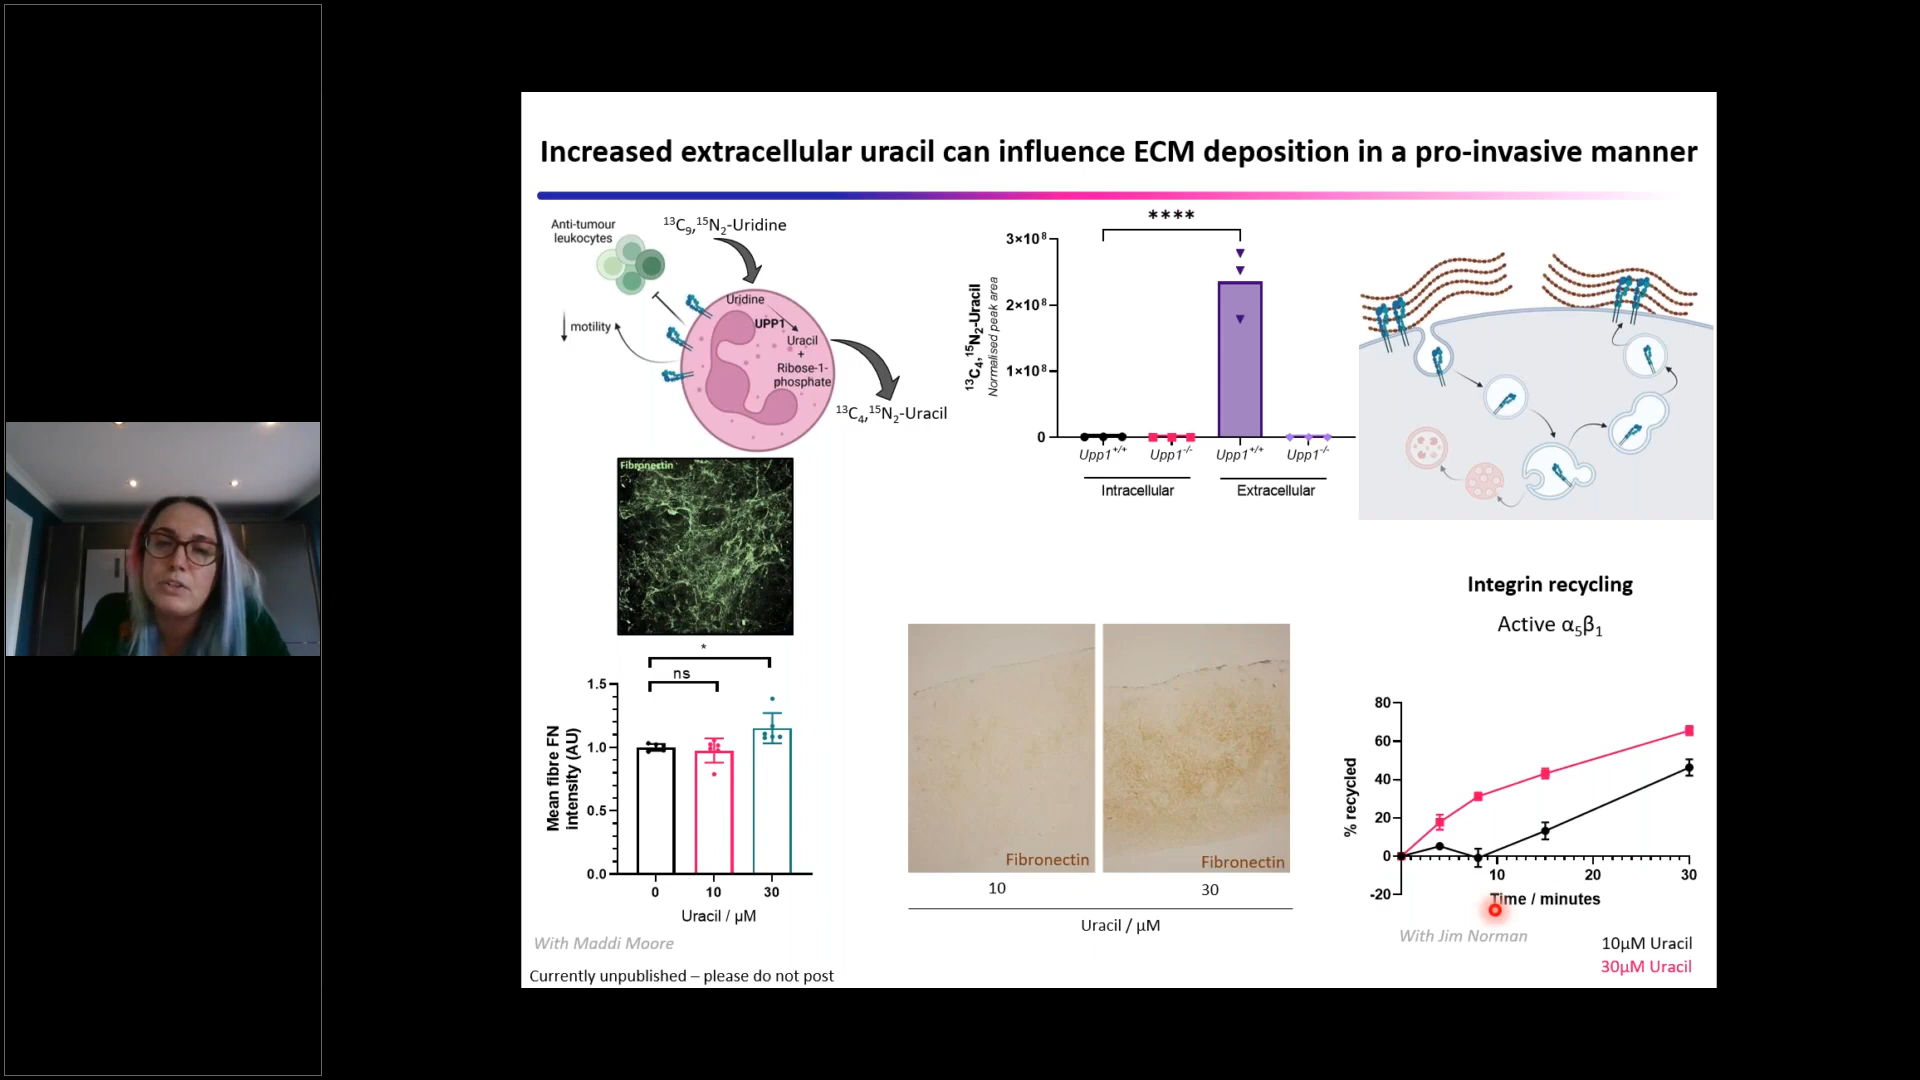 Increased extracellular uracil can influence ECM deposition in a pro-invasive manner
Anti-tumour
leukocytes
¹³C₉,¹⁵N₂-Uridine
motility
Uridine
UPP1
Uracil
+
Ribose-1-
phosphate
¹³C₄,¹⁵N₂-Uracil
Fibronectin
*
ns
1.5
1.0
0.5
0.0
Mean fibre FN
intensity (AU)
0
10
30
Uracil / µM
With Maddi Moore
Currently unpublished – please do not post
****
3×10⁸
2×10⁸
1×10⁸
0
¹³C₄,¹⁵N₂-Uracil
Normalised peak area
Upp1⁺/⁺
Upp1⁻/⁻
Upp1⁺/⁺
Upp1⁻/⁻
Intracellular
Extracellular
Fibronectin
Fibronectin
10
30
Uracil / µM
Integrin recycling
Active α₅β₁
80
60
40
20
0
-20
% recycled
10
20
30
Time / minutes
With Jim Norman
10µM Uracil
30µM Uracil